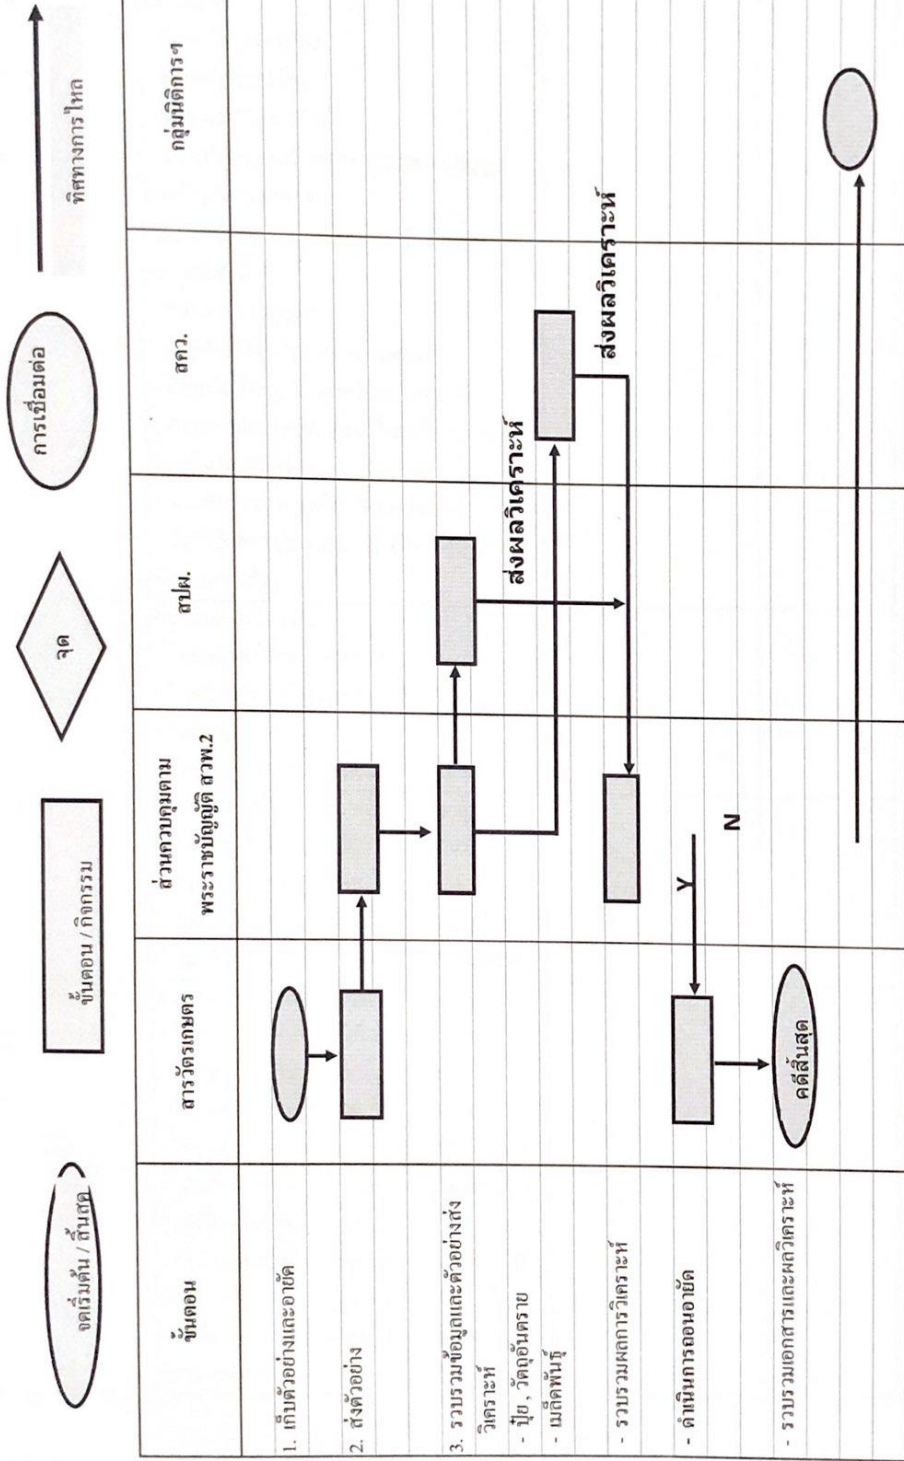 จุดเริ่มต้น / สิ้นสุด
ขั้นตอน / กิจกรรม
จุด
การเชื่อมต่อ
ทิศทางการไหล
ขั้นตอน
สารวัตรเกษตร
ส่วนควบคุมตาม
พระราชบัญญัติ สวพ.2
สปผ.
สคว.
กลุ่มนิติการฯ
1. เก็บตัวอย่างและอายัด
2. ส่งตัวอย่าง
3. รวบรวมข้อมูลและตัวอย่างส่ง
วิเคราะห์
- ปุ๋ย , วัตถุอันตราย
- เมล็ดพันธุ์
ส่งผลวิเคราะห์
ส่งผลวิเคราะห์
- รวบรวมผลการวิเคราะห์
- ดำเนินการถอนอายัด
Y
N
- รวบรวมเอกสารและผลวิเคราะห์
คดีสิ้นสุด